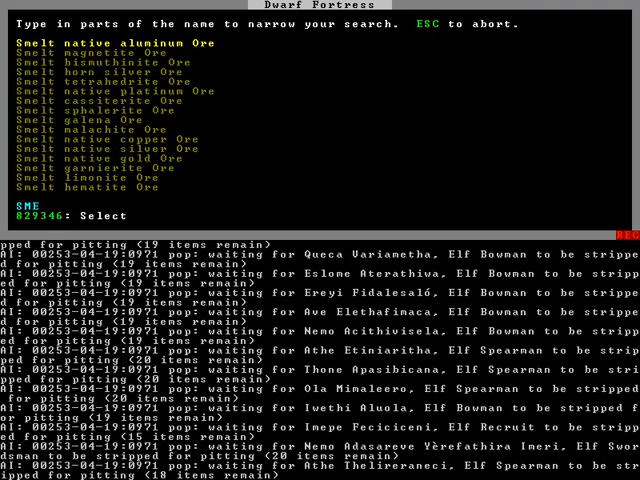 Dwarf Fortress
Type in parts of the name to narrow your search.  ESC to abort.
Smelt native aluminum Ore
Smelt magnetite Ore
Smelt bismuthinite Ore
Smelt horn silver Ore
Smelt tetrahedrite Ore
Smelt native platinum Ore
Smelt cassiterite Ore
Smelt sphalerite Ore
Smelt galena Ore
Smelt malachite Ore
Smelt native copper Ore
Smelt native silver Ore
Smelt native gold Ore
Smelt garnierite Ore
Smelt limonite Ore
Smelt hematite Ore
SME
829346: Select
REC
pped for pitting (19 items remain)
AI: 00253-04-19:0971 pop: waiting for Queca Variametha, Elf Bowman to be stripp
d for pitting (19 items remain)
AI: 00253-04-19:0971 pop: waiting for Eslome Aterathiwa, Elf Bowman to be stripp
ed for pitting (19 items remain)
AI: 00253-04-19:0971 pop: waiting for Ereyi Fidalesaló, Elf Bowman to be strippe
d for pitting (19 items remain)
AI: 00253-04-19:0971 pop: waiting for Ave Elethafimaca, Elf Bowman to be strippe
d for pitting (19 items remain)
AI: 00253-04-19:0971 pop: waiting for Nemo Acithivisela, Elf Bowman to be stripp
ed for pitting (19 items remain)
AI: 00253-04-19:0971 pop: waiting for Athe Etiniaritha, Elf Spearman to be stri
pped for pitting (20 items remain)
AI: 00253-04-19:0971 pop: waiting for Thone Apasibicana, Elf Spearman to be stri
pped for pitting (20 items remain)
AI: 00253-04-19:0971 pop: waiting for Ola Mimaleero, Elf Spearman to be stripped
for pitting (20 items remain)
AI: 00253-04-19:0971 pop: waiting for Iwethi Aluola, Elf Bowman to be stripped f
or pitting (19 items remain)
AI: 00253-04-19:0971 pop: waiting for Imepe Feciciceni, Elf Recruit to be stripp
ed for pitting (15 items remain)
AI: 00253-04-19:0971 pop: waiting for Nemo Adasareve Yèrefathira Imeri, Elf Swor
dsman to be stripped for pitting (20 items remain)
AI: 00253-04-19:0971 pop: waiting for Athe Thelireraneci, Elf Spearman to be str
ipped for pitting (18 items remain)